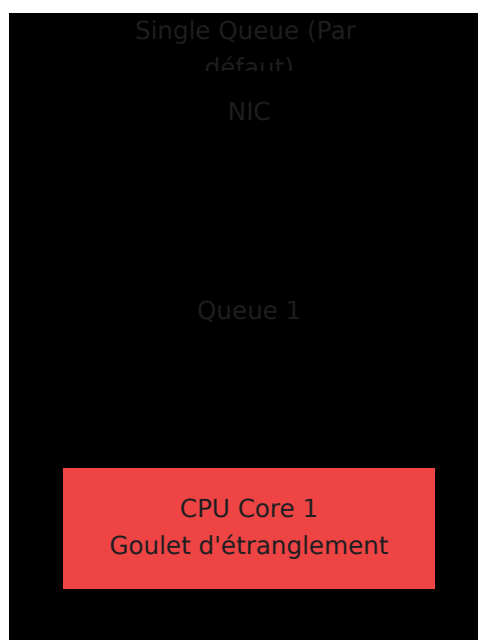 Single Queue (Par
défaut)
NIC
Queue 1
CPU Core 1
Goulet d'étranglement